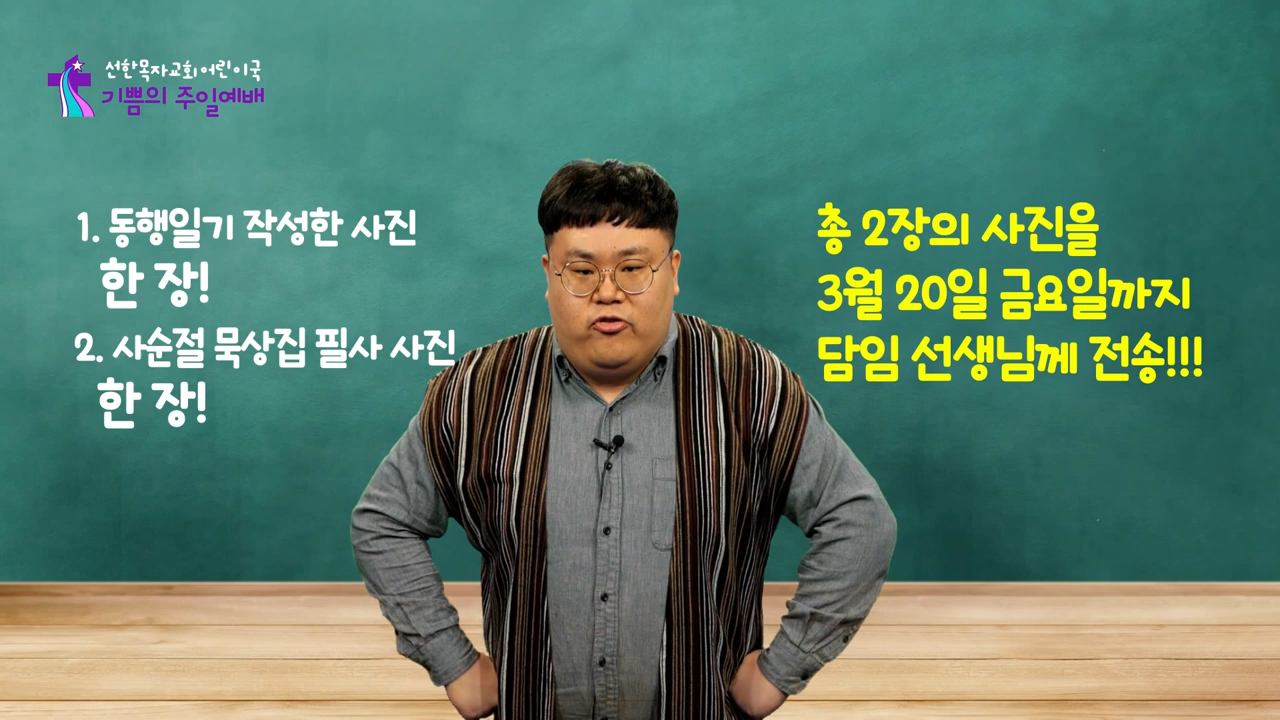 선한목자교회어린이국
기쁨의 주일예배
1. 동행일기 작성한 사진
한 장!
2. 사순절 묵상집 필사 사진
한 장!
총 2장의 사진을
3월 20일 금요일까지
담임 선생님께 전송!!!